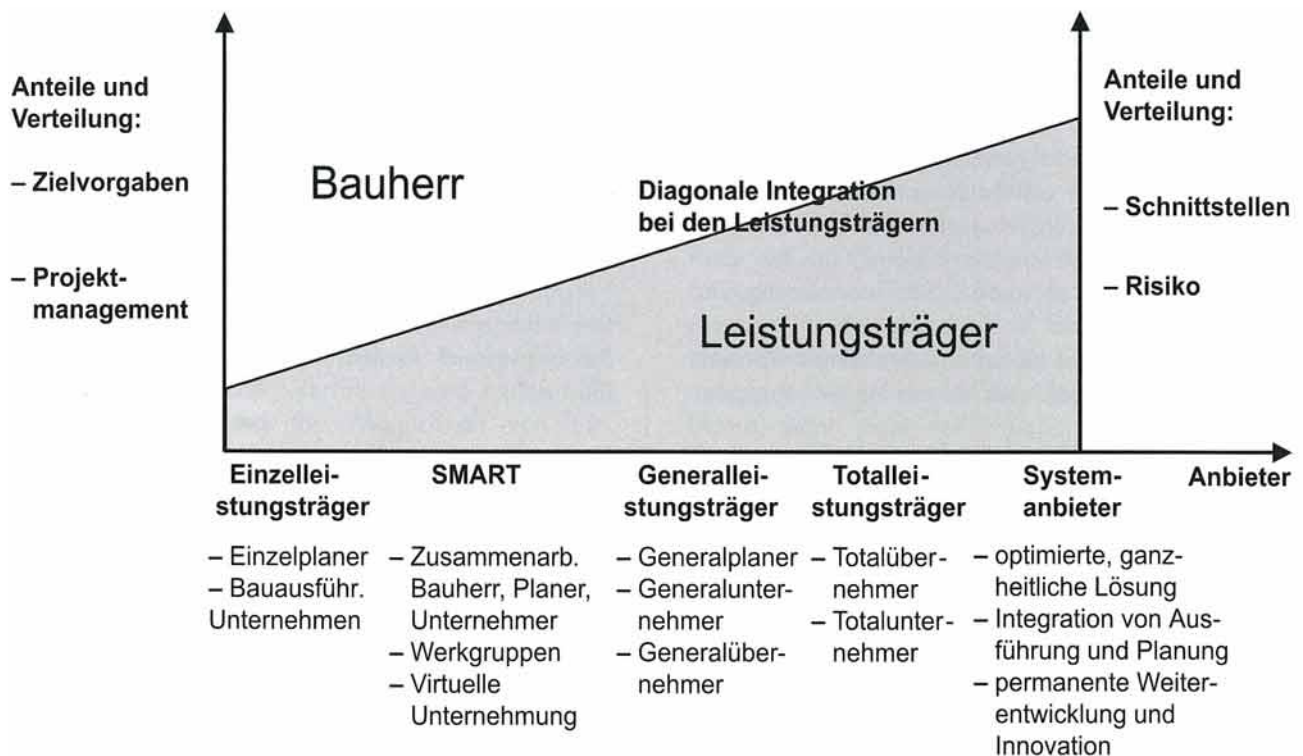 Anteile und
Verteilung:
– Zielvorgaben
– Projekt-
management
Bauherr
Diagonale Integration
bei den Leistungsträgern
Leistungsträger
Anteile und
Verteilung:
– Schnittstellen
– Risiko
Einzellei-
stungsträger
– Einzelplaner
– Bauausführ.
Unternehmen
SMART
– Zusammenarb.
Bauherr, Planer,
Unternehmer
– Werkgruppen
– Virtuelle
Unternehmung
Generallei-
stungsträger
– Generalplaner
– Generalunter-
nehmer
– Generalüber-
nehmer
Totallei-
stungsträger
– Totalüber-
nehmer
– Totalunter-
nehmer
System-
anbieter
– optimierte, ganz-
heitliche Lösung
– Integration von Aus-
führung und Planung
– permanente Weiter-
entwicklung und
Innovation
Anbieter